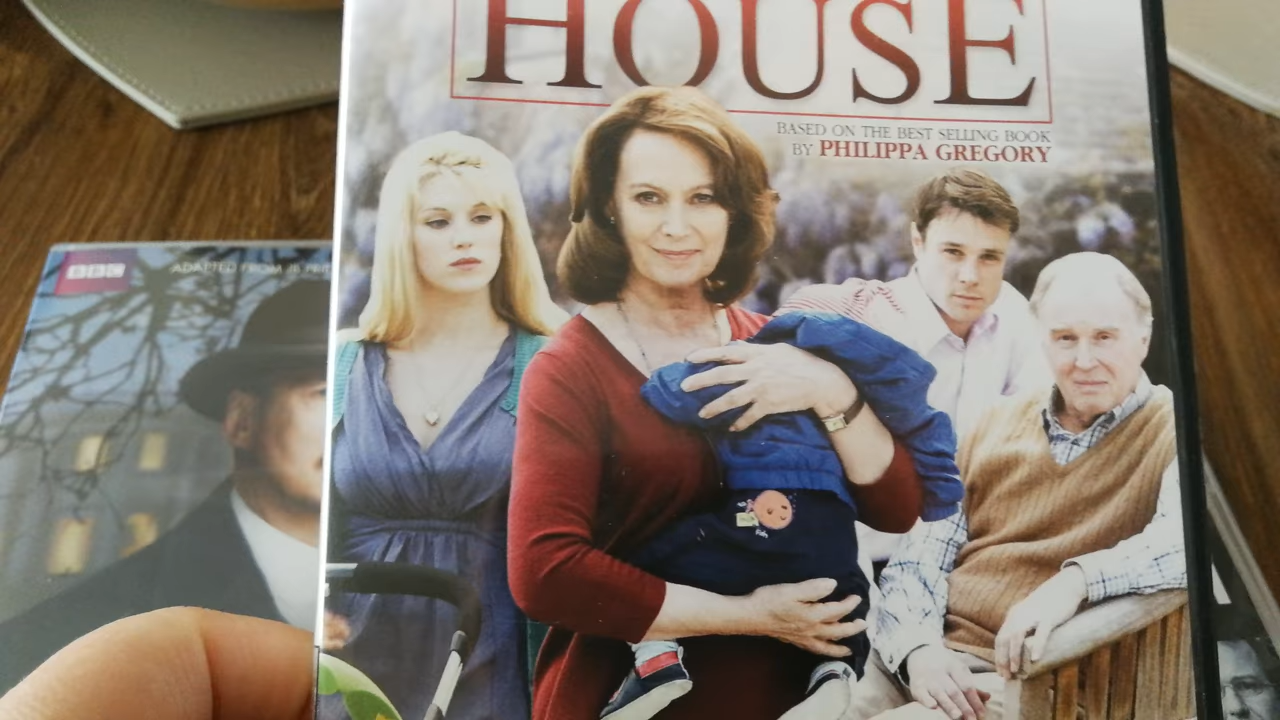 HOUSE
BASED ON THE BEST SELLING BOOK
BY PHILIPPA GREGORY
BBC
ADAPTED FROM